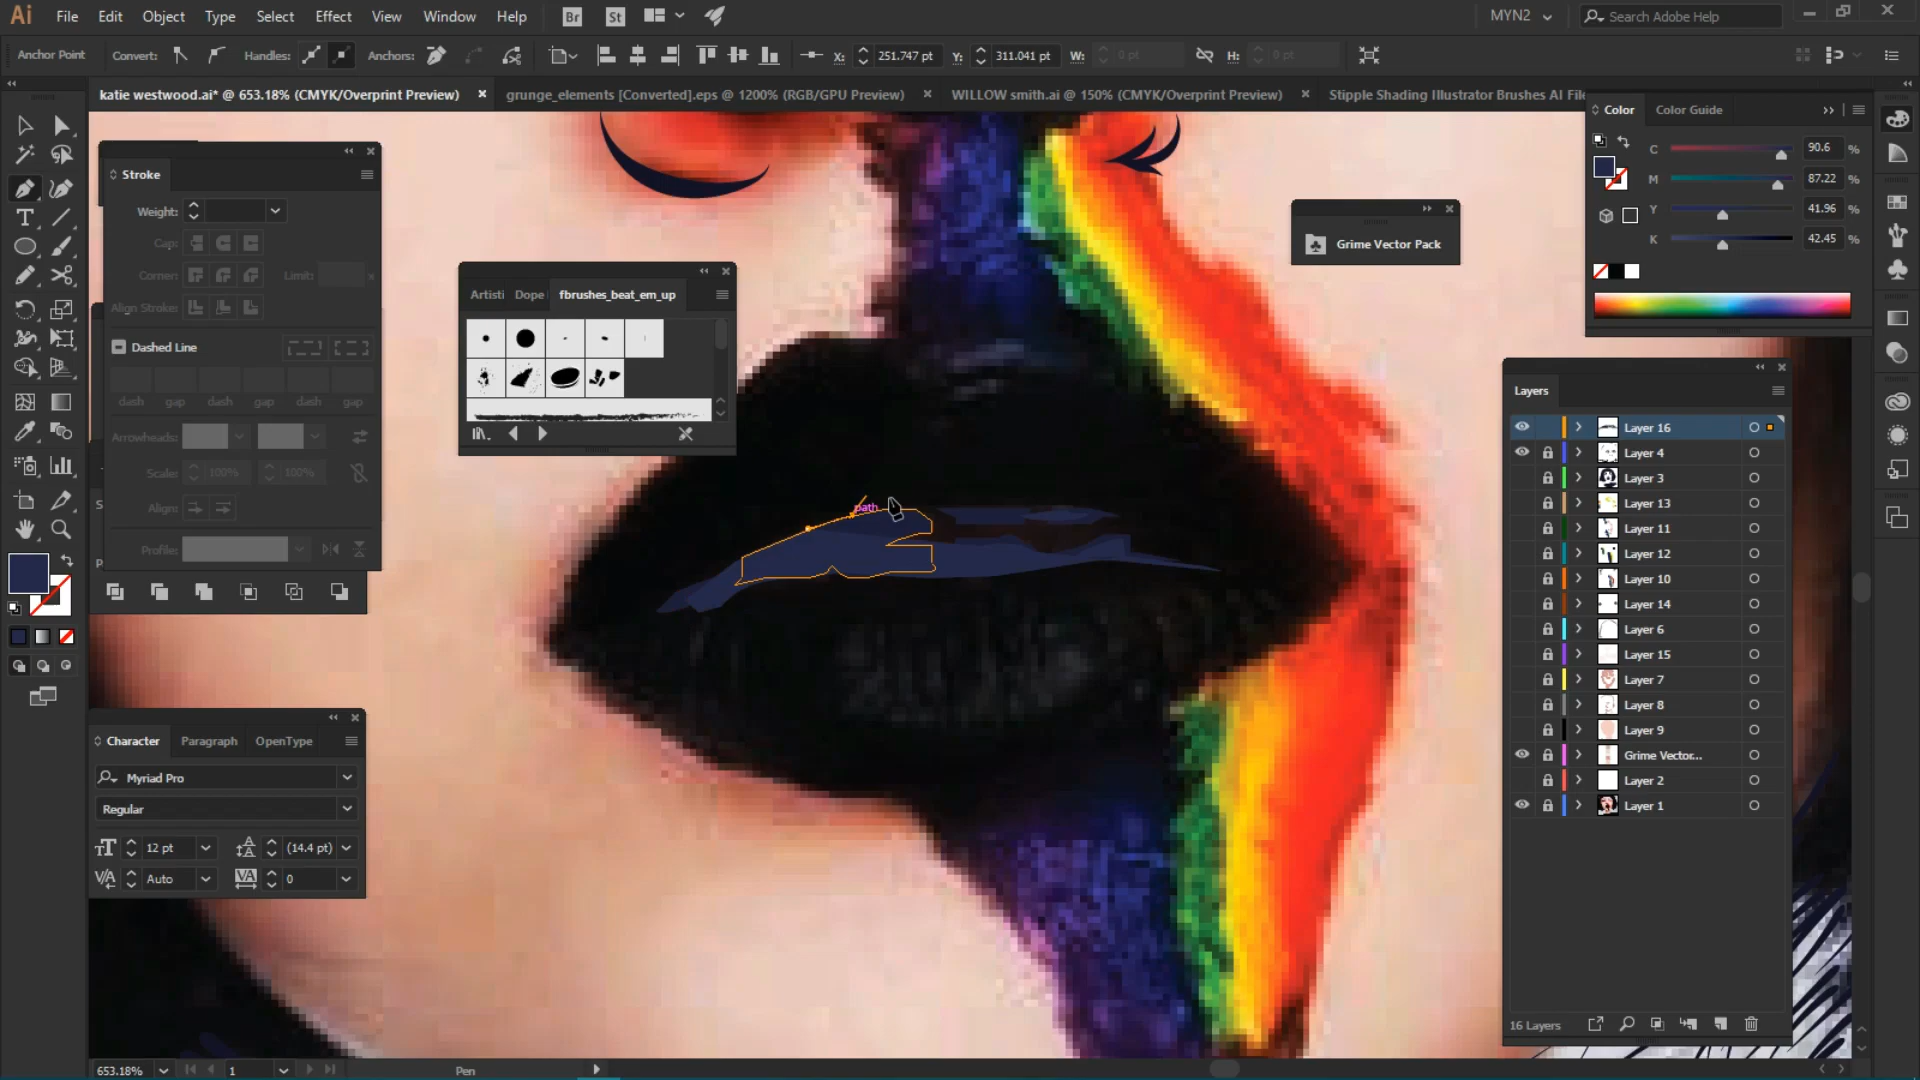 Ai File Edit Object Type Select Effect View Window Help Br St MYN2 Search Adobe Help
Anchor Point Convert: Handles: Anchors: X: 251.747 pt Y: 311.041 pt W: 0 pt H: 0 pt
katie westwood.ai* @ 653.18% (CMYK/Overprint Preview) × grunge_elements [Converted].eps @ 1200% (RGB/GPU Preview) × WILLOW smith.ai @ 150% (CMYK/Overprint Preview) × Stipple Shading Illustrator Brushes AI File
Color Color Guide
C 90.6 %
M 87.22 %
Y 41.96 %
K 42.45 %
Stroke
Weight:
Cap:
Corner: Limit: x
Align Stroke:
Dashed Line
dash gap dash gap dash gap
Arrowheads:
Scale: 100% 100%
Align:
Profile:
Artisti Dope fbrushes_beat_em_up
Grime Vector Pack
path
Layers
Layer 16
Layer 4
Layer 3
Layer 13
Layer 11
Layer 12
Layer 10
Layer 14
Layer 6
Layer 15
Layer 7
Layer 8
Layer 9
Grime Vector...
Layer 2
Layer 1
16 Layers
Character Paragraph OpenType
Myriad Pro
Regular
12 pt (14.4 pt)
Auto 0
653.18% 1 Pen